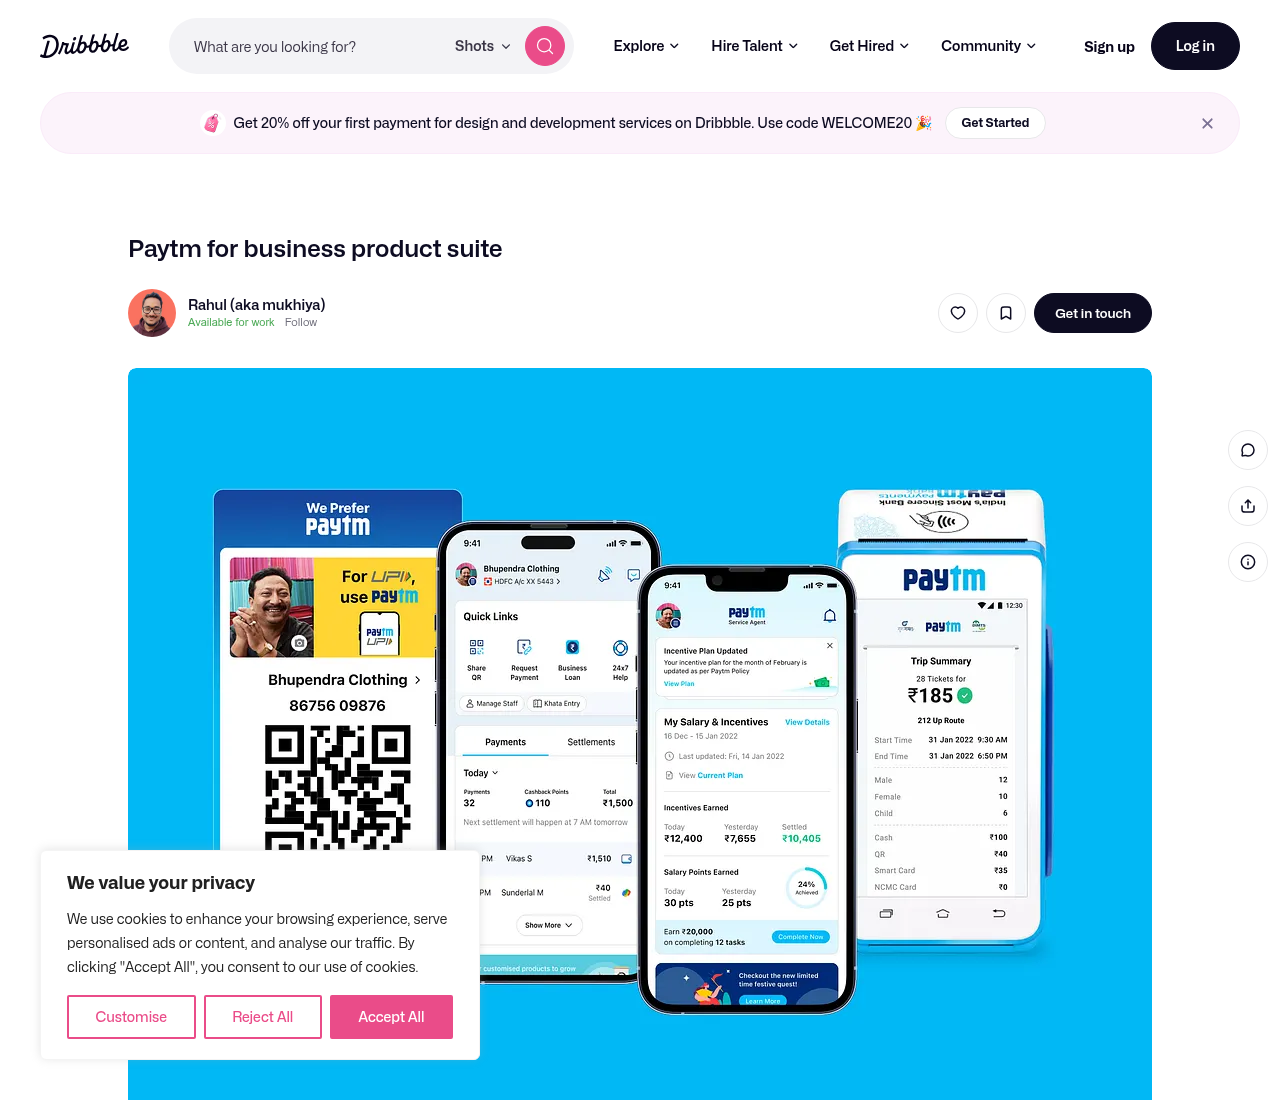 Dribbble
What are you looking for?
Shots
Explore
Hire Talent
Get Hired
Community
Sign up
Log in
Get 20% off your first payment for design and development services on Dribbble. Use code WELCOME20 🎉
Get Started
Paytm for business product suite
Rahul (aka mukhiya)
Available for work
Follow
Get in touch
We Prefer
paytm
For UPI,
use paytm
paytm
UPI
Bhupendra Clothing
86756 09876
9:41
Bhupendra Clothing
HDFC A/c XX 5443
Quick Links
Share
QR
Request
Payment
Business
Loan
24x7
Help
Manage Staff
Khata Entry
Payments
Settlements
Today
Payments
32
Cashback Points
110
Total
₹1,500
Next settlement will happen at 7 AM tomorrow
PM
Vikas S
₹1,510
PM
Sunderlal M
₹40
Settled
Show More
customised products to grow
9:41
paytm
Service Agent
Incentive Plan Updated
Your incentive plan for the month of February is
updated as per Paytm Policy
View Plan
My Salary & Incentives
View Details
16 Dec - 15 Jan 2022
Last updated: Fri, 14 Jan 2022
View Current Plan
Incentives Earned
Today
₹12,400
Yesterday
₹7,655
Settled
₹10,405
Salary Points Earned
Today
30 pts
Yesterday
25 pts
24%
Achieved
Earn ₹20,000
on completing 12 tasks
Complete Now
Checkout the new limited
time festive quest!
Learn More
India's Most Sincere
paytm payments
Bank
paytm
12:30
paytm
Trip Summary
28 Tickets for
₹185
212 Up Route
Start Time 31 Jan 2022 9:30 AM
End Time 31 Jan 2022 6:50 PM
Male 12
Female 10
Child 6
Cash ₹100
QR ₹40
Smart Card ₹35
NCMC Card ₹0
We value your privacy
We use cookies to enhance your browsing experience, serve
personalised ads or content, and analyse our traffic. By
clicking "Accept All", you consent to our use of cookies.
Customise
Reject All
Accept All